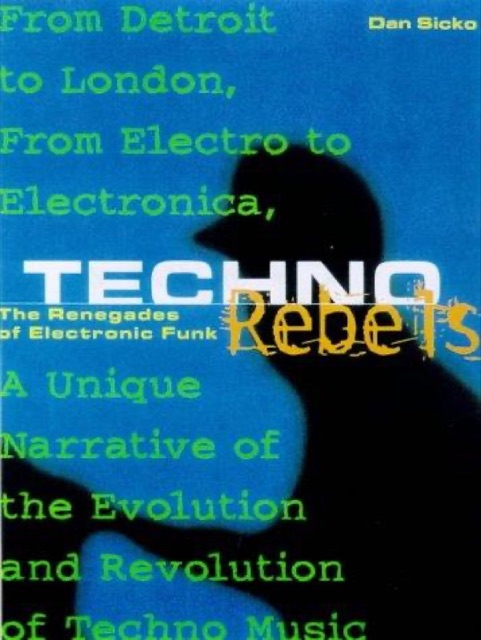 From Detroit
Dan Sicko
to London,
From Electro to
Electronica,
TECHNO
Rebels
The Renegades
of Electronic Funk
A Unique
Narrative of
the Evolution
and Revolution
of Techno Music